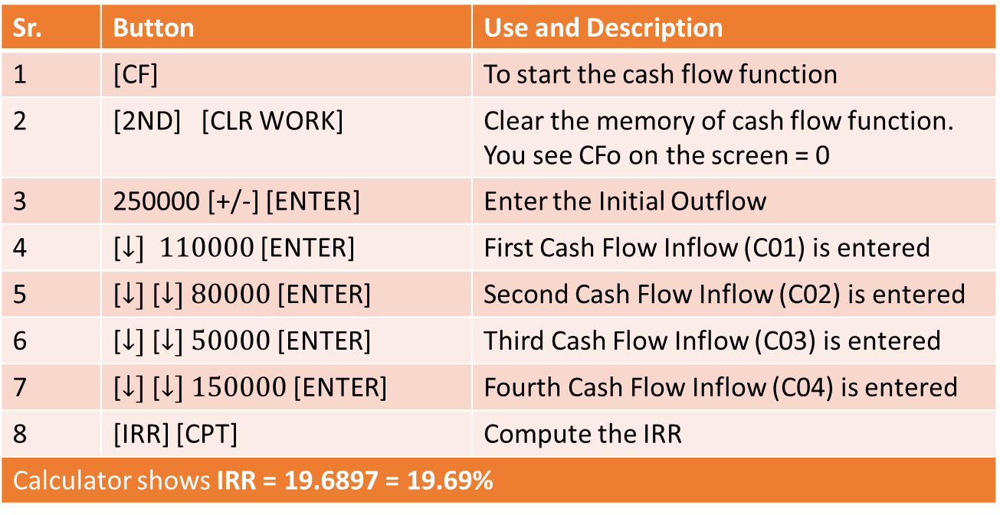 Sr. Button Use and Description
1 [CF] To start the cash flow function
2 [2ND] [CLR WORK] Clear the memory of cash flow function.
You see CFo on the screen = 0
3 250000 [+/-] [ENTER] Enter the Initial Outflow
4 [↓] 110000 [ENTER] First Cash Flow Inflow (C01) is entered
5 [↓] [↓] 80000 [ENTER] Second Cash Flow Inflow (C02) is entered
6 [↓] [↓] 50000 [ENTER] Third Cash Flow Inflow (C03) is entered
7 [↓] [↓] 150000 [ENTER] Fourth Cash Flow Inflow (C04) is entered
8 [IRR] [CPT] Compute the IRR
Calculator shows IRR = 19.6897 = 19.69%